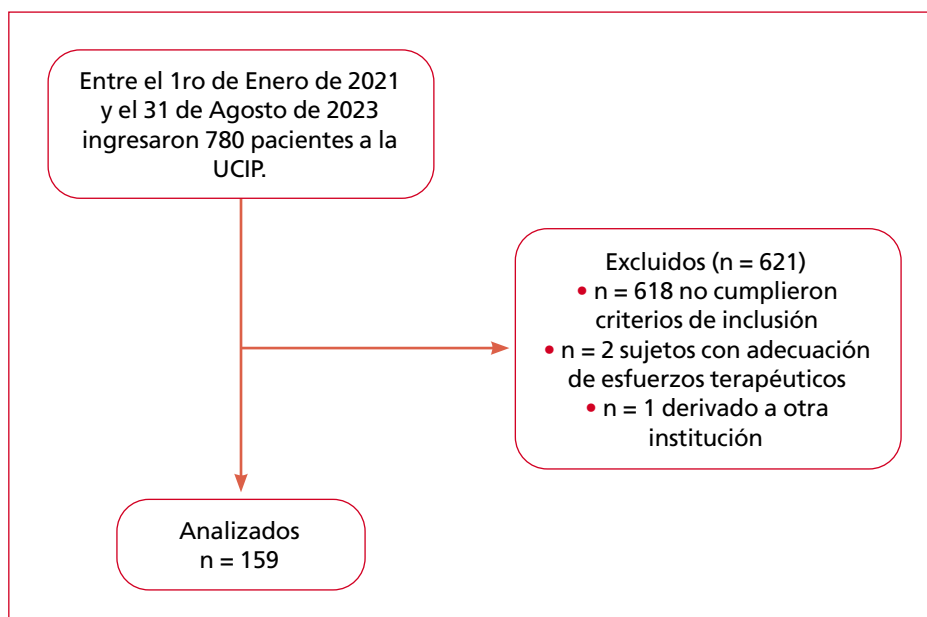 Entre el 1ro de Enero de 2021
y el 31 de Agosto de 2023
ingresaron 780 pacientes a la
UCIP.
Excluidos (n = 621)
• n = 618 no cumplieron
criterios de inclusión
• n = 2 sujetos con adecuación
de esfuerzos terapéuticos
• n = 1 derivado a otra
institución
Analizados
n = 159